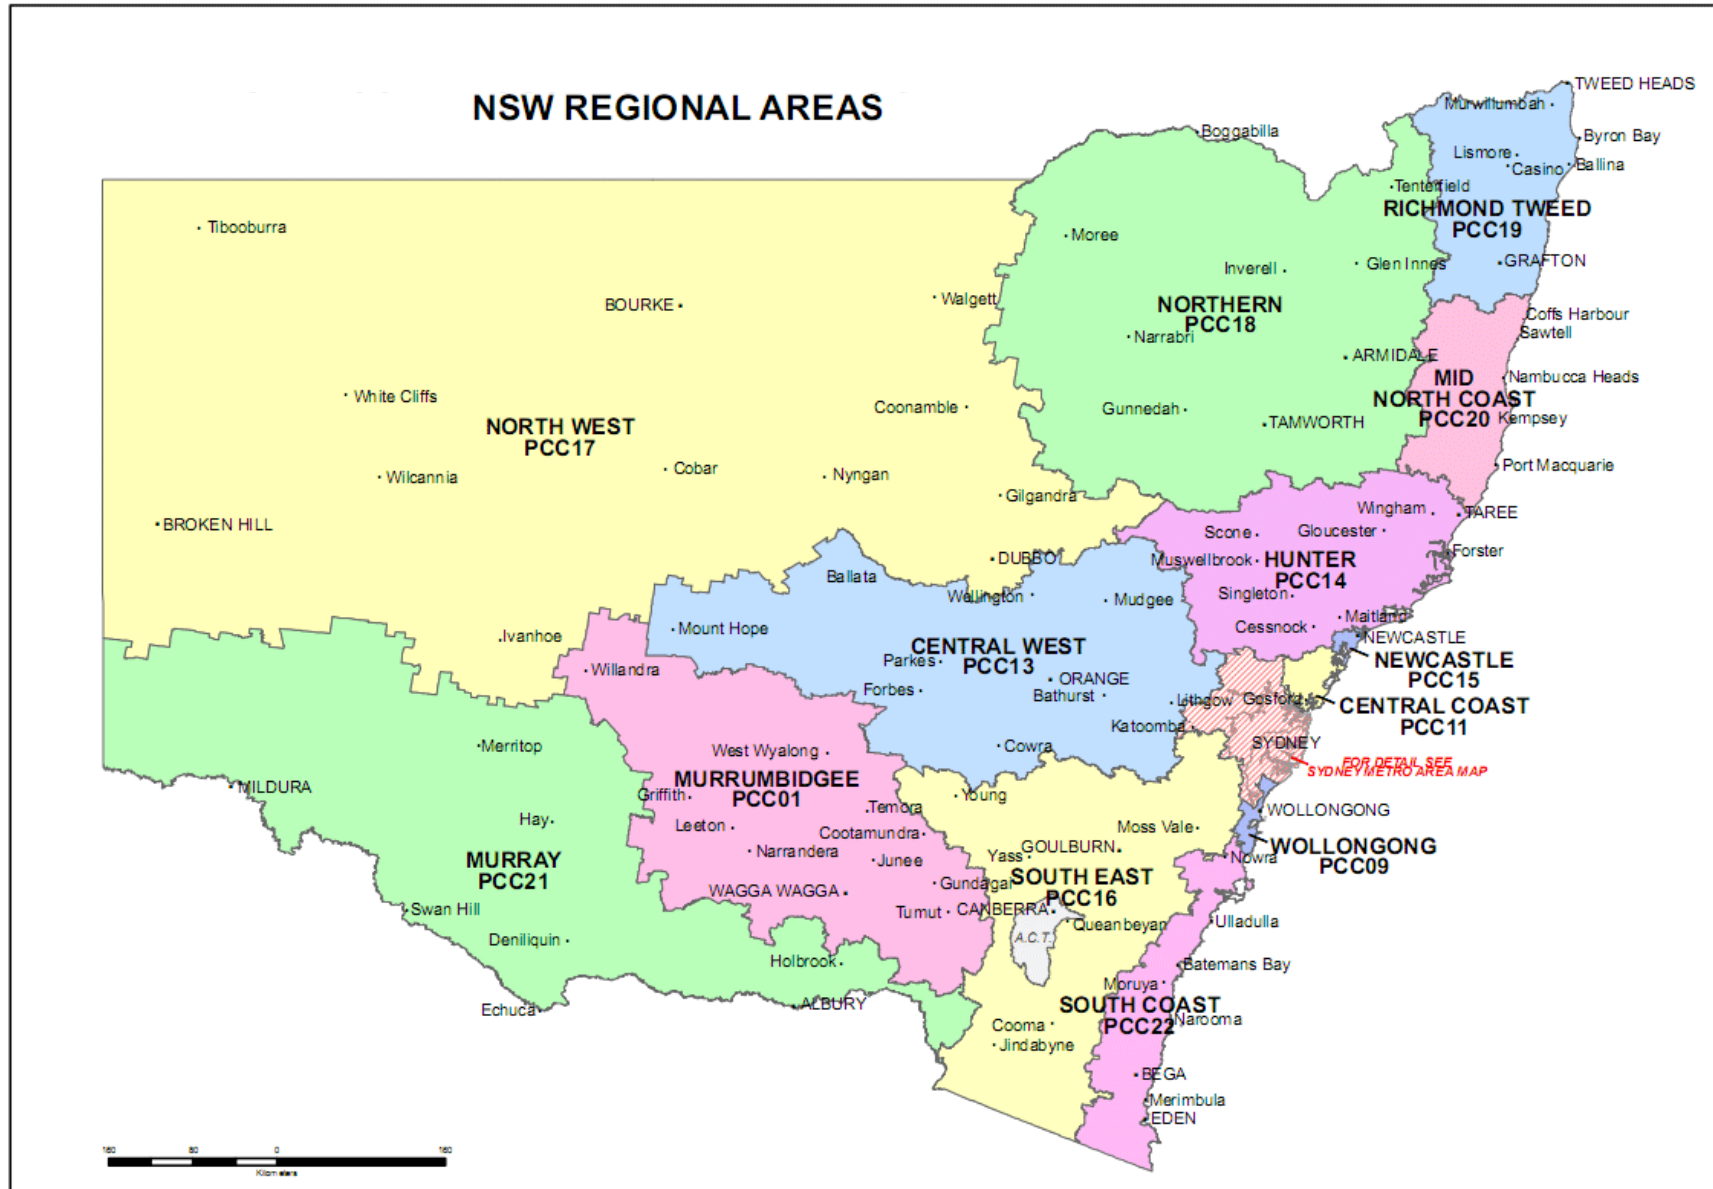 NSW REGIONAL AREAS
TWEED HEADS
Murwillumbah
Boggabilla
Byron Bay
Lismore
Casino
Ballina
Tenterfield
RICHMOND TWEED
PCC19
Tibooburra
Moree
Inverell
Glen Innes
GRAFTON
BOURKE
Walgett
NORTHERN
PCC18
Coffs Harbour
Sawtell
Narrabri
ARMIDALE
MID
NORTH COAST
PCC20
Nambucca Heads
White Cliffs
Coonamble
Gunnedah
TAMWORTH
Kempsey
NORTH WEST
PCC17
Wilcannia
Cobar
Nyngan
Port Macquarie
Gilgandra
BROKEN HILL
Wingham
TAREE
Scone
Gloucester
DUBBO
Muswellbrook
HUNTER
PCC14
Forster
Ballata
Wellington
Mudgee
Singleton
Maitland
Mount Hope
Cessnock
NEWCASTLE
Ivanhoe
CENTRAL WEST
PCC13
NEWCASTLE
PCC15
Willandra
Parkes
ORANGE
Forbes
Bathurst
Lithgow
Gosford
CENTRAL COAST
PCC11
Katoomba
Merritop
West Wyalong
Cowra
SYDNEY
FOR DETAIL SEE
SYDNEY METRO AREA MAP
MURRUMBIDGEE
PCC01
MILDURA
Griffith
Temora
Young
WOLLONGONG
Hay
Leeton
Cootamundra
Moss Vale
WOLLONGONG
PCC09
MURRAY
PCC21
Narrandera
Junee
Yass
GOULBURN
Nowra
SOUTH EAST
PCC16
WAGGA WAGGA
Gundagai
Swan Hill
Tumut
CANBERRA
Queanbeyan
Ulladulla
A.C.T.
Deniliquin
Holbrook
Batemans Bay
Moruya
Echuca
ALBURY
SOUTH COAST
PCC22
Narooma
Cooma
Jindabyne
BEGA
Merimbula
EDEN
160 80 0 160
Kilometers